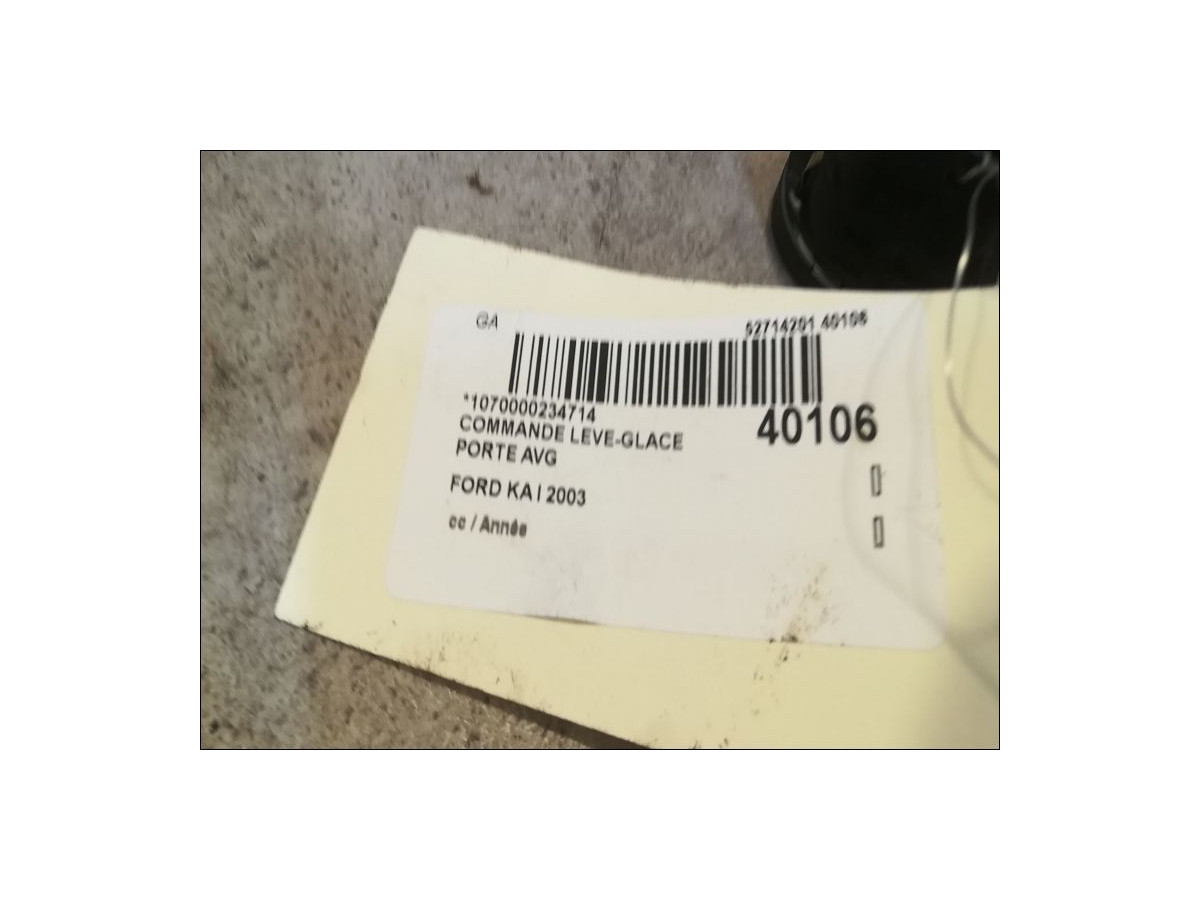 GA
52714201 40106
*1070000234714
40106
COMMANDE LEVE-GLACE
PORTE AVG
FORD KA I 2003
cc / Année